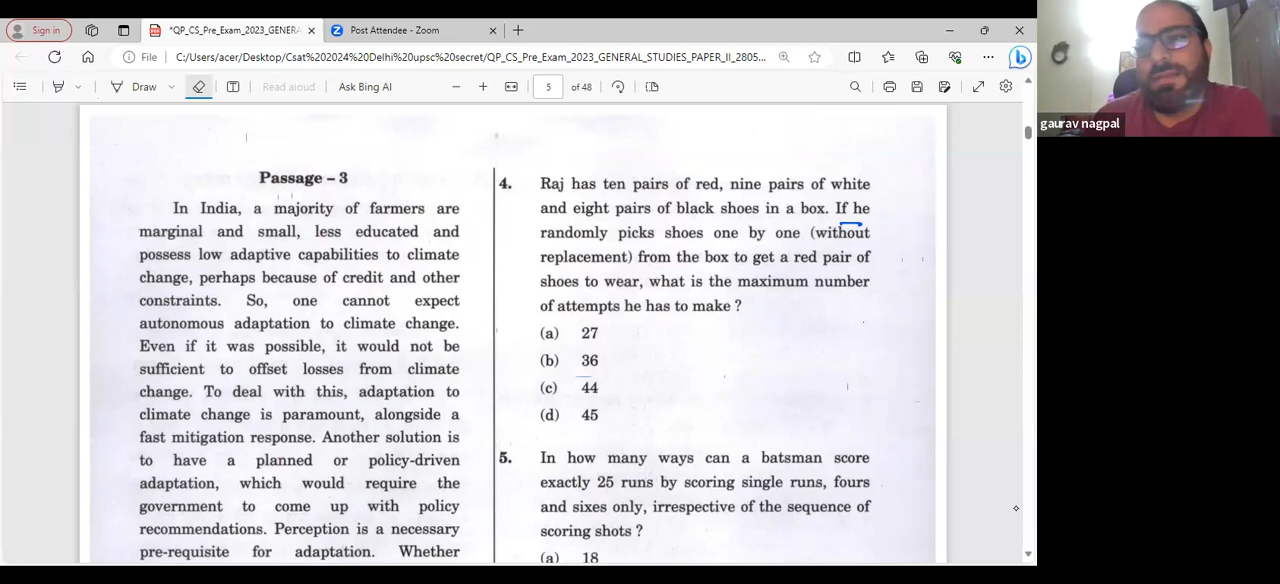 Sign in
*QP_CS_Pre_Exam_2023_GENERA
Post Attendee - Zoom
File
C:/Users/acer/Desktop/Csat%202024%20Delhi%20upsc%20secret/QP_CS_Pre_Exam_2023_GENERAL_STUDIES_PAPER_II_2805...
Draw
Read aloud
Ask Bing AI
5
of 48
gaurav nagpal
Passage – 3
In India, a majority of farmers are
marginal and small, less educated and
possess low adaptive capabilities to climate
change, perhaps because of credit and other
constraints. So, one cannot expect
autonomous adaptation to climate change.
Even if it was possible, it would not be
sufficient to offset losses from climate
change. To deal with this, adaptation to
climate change is paramount, alongside a
fast mitigation response. Another solution is
to have a planned or policy-driven
adaptation, which would require the
government to come up with policy
recommendations. Perception is a necessary
pre-requisite for adaptation. Whether
4. Raj has ten pairs of red, nine pairs of white
and eight pairs of black shoes in a box. If he
randomly picks shoes one by one (without
replacement) from the box to get a red pair of
shoes to wear, what is the maximum number
of attempts he has to make ?
(a) 27
(b) 36
(c) 44
(d) 45
5. In how many ways can a batsman score
exactly 25 runs by scoring single runs, fours
and sixes only, irrespective of the sequence of
scoring shots ?
(a) 18